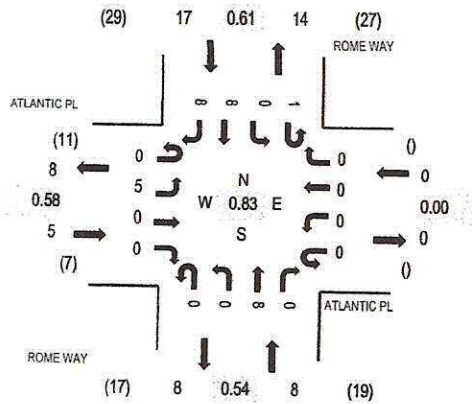 (29) 17 0.61 14 (27)
ROME WAY
ATLANTIC PL
8 8 0 1
(11) 0 0 ()
8 5 N 0 0
0.58 W 0.83 E 0.00
0 0
5 S 0
0 0
(7) ()
0 0 8 0
ATLANTIC PL
ROME WAY
(17) 8 0.54 8 (19)